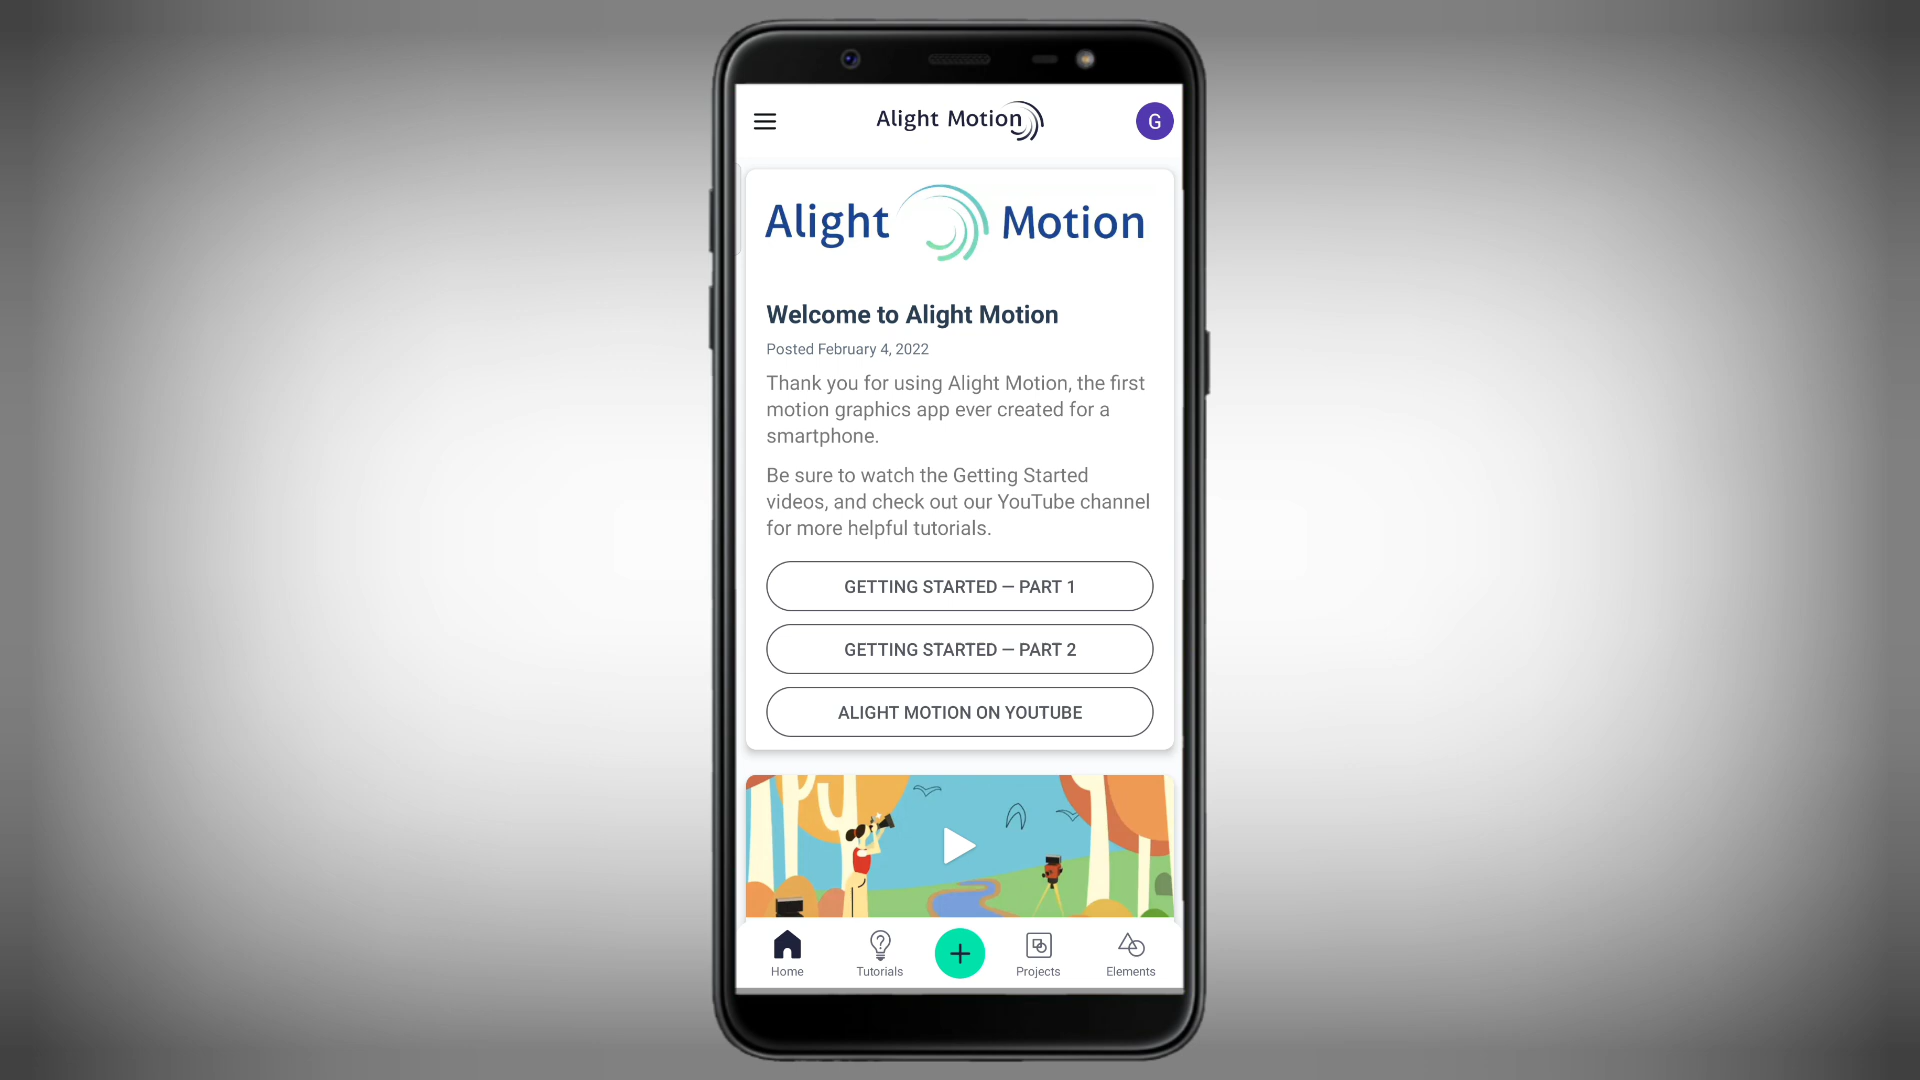 Alight Motion
G
Alight Motion
Welcome to Alight Motion
Posted February 4, 2022
Thank you for using Alight Motion, the first
motion graphics app ever created for a
smartphone.
Be sure to watch the Getting Started
videos, and check out our YouTube channel
for more helpful tutorials.
GETTING STARTED — PART 1
GETTING STARTED — PART 2
ALIGHT MOTION ON YOUTUBE
Home
Tutorials
Projects
Elements